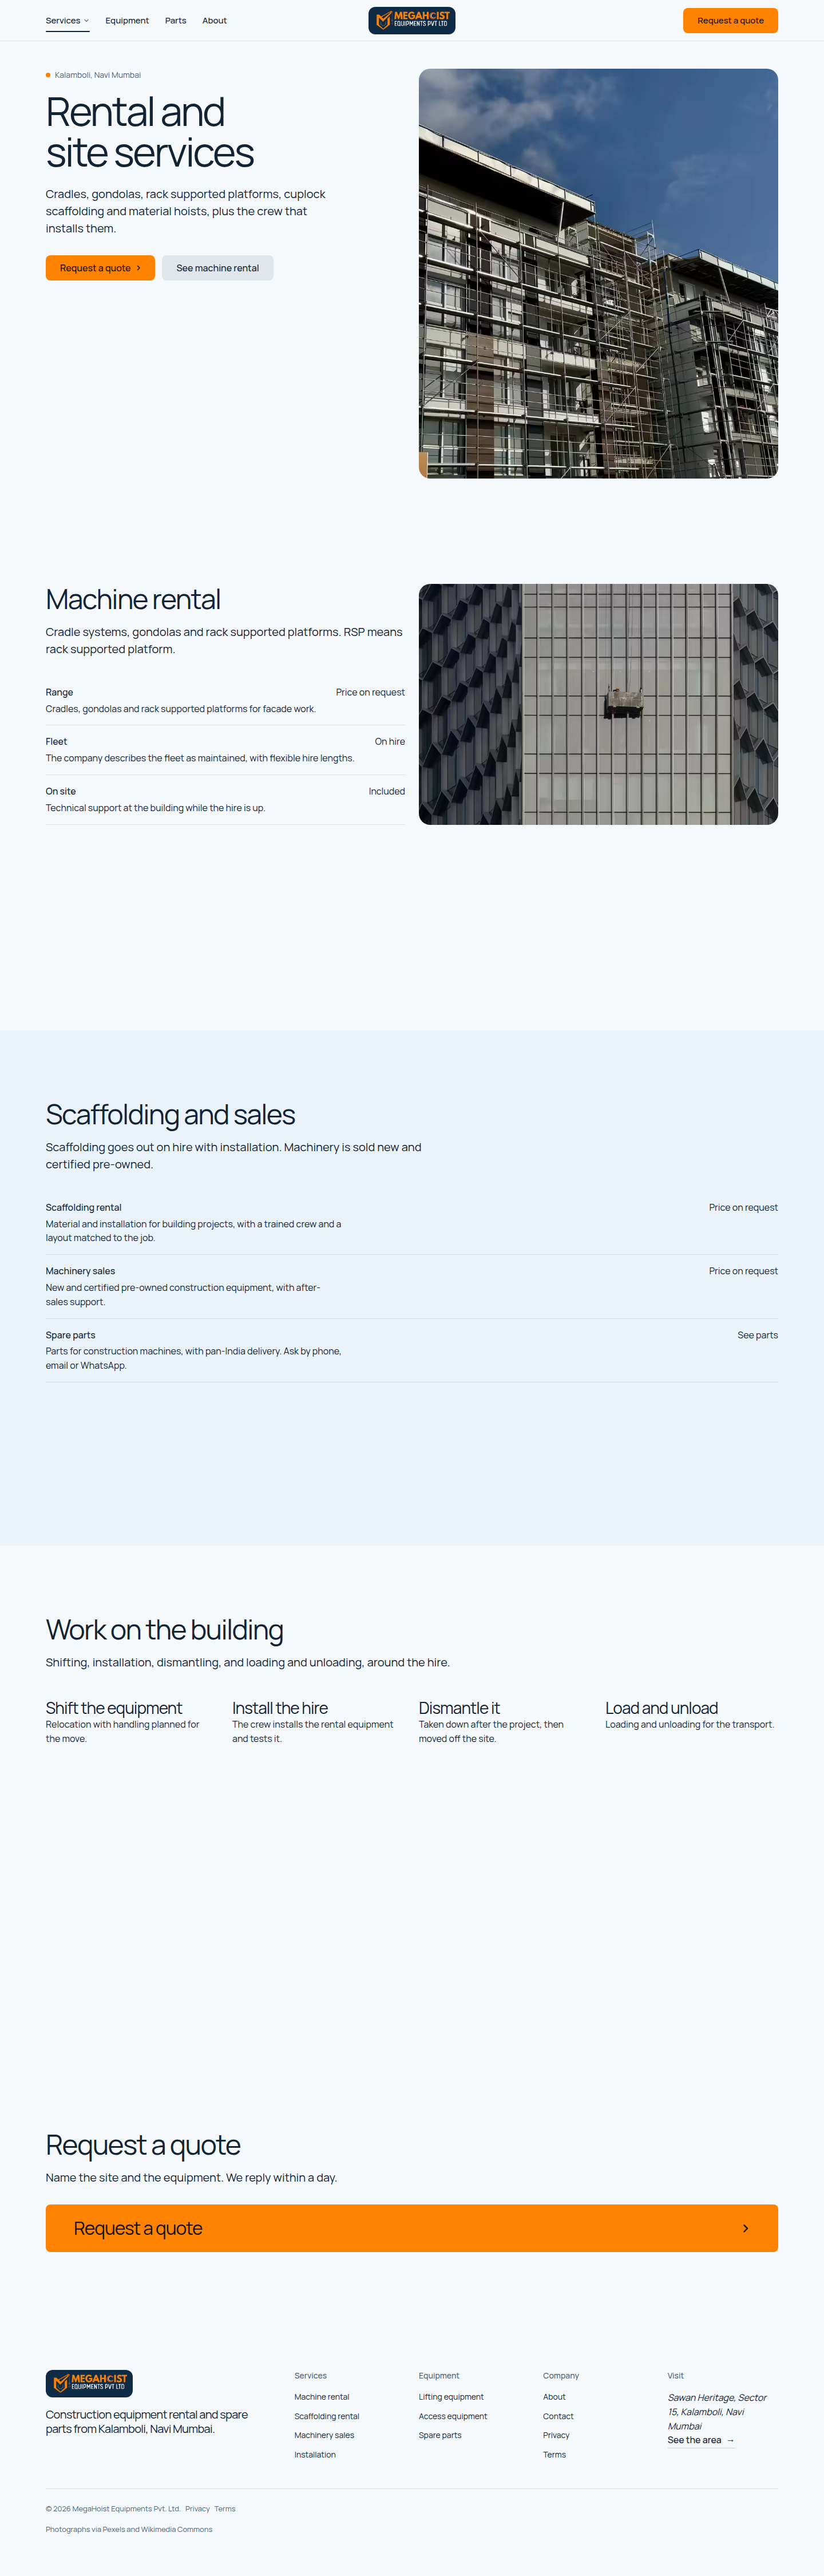 Services
Equipment
Parts
About
MEGAHOIST
EQUIPMENTS PVT LTD
Request a quote
Kalamboli, Navi Mumbai
Rental and
site services
Cradles, gondolas, rack supported platforms, cuplock
scaffolding and material hoists, plus the crew that
installs them.
Request a quote
See machine rental
Machine rental
Cradle systems, gondolas and rack supported platforms. RSP means
rack supported platform.
Range
Price on request
Cradles, gondolas and rack supported platforms for facade work.
Fleet
On hire
The company describes the fleet as maintained, with flexible hire lengths.
On site
Included
Technical support at the building while the hire is up.
Scaffolding and sales
Scaffolding goes out on hire with installation. Machinery is sold new and
certified pre-owned.
Scaffolding rental
Price on request
Material and installation for building projects, with a trained crew and a
layout matched to the job.
Machinery sales
Price on request
New and certified pre-owned construction equipment, with after-
sales support.
Spare parts
See parts
Parts for construction machines, with pan-India delivery. Ask by phone,
email or WhatsApp.
Work on the building
Shifting, installation, dismantling, and loading and unloading, around the hire.
Shift the equipment
Relocation with handling planned for
the move.
Install the hire
The crew installs the rental equipment
and tests it.
Dismantle it
Taken down after the project, then
moved off the site.
Load and unload
Loading and unloading for the transport.
Request a quote
Name the site and the equipment. We reply within a day.
Request a quote
MEGAHOIST
EQUIPMENTS PVT LTD
Construction equipment rental and spare
parts from Kalamboli, Navi Mumbai.
Services
Machine rental
Scaffolding rental
Machinery sales
Installation
Equipment
Lifting equipment
Access equipment
Spare parts
Company
About
Contact
Privacy
Terms
Visit
Sawan Heritage, Sector
15, Kalamboli, Navi
Mumbai
See the area →
© 2026 MegaHoist Equipments Pvt. Ltd. Privacy Terms
Photographs via Pexels and Wikimedia Commons